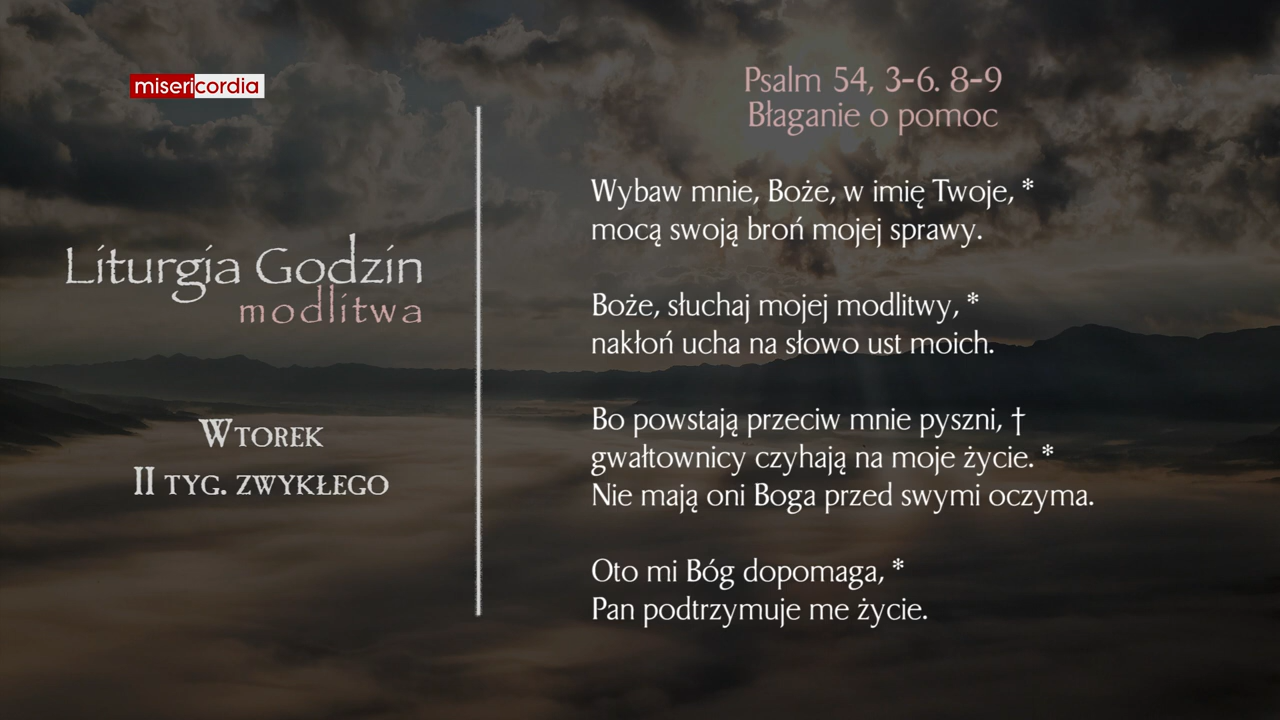 misericordia
Liturgia Godzin
modlitwa
Wtorek
II tyg. zwykłego
Psalm 54, 3-6. 8-9
Błaganie o pomoc
Wybaw mnie, Boże, w imię Twoje, *
mocą swoją broń mojej sprawy.
Boże, słuchaj mojej modlitwy, *
nakłoń ucha na słowo ust moich.
Bo powstają przeciw mnie pyszni, †
gwałtownicy czyhają na moje życie. *
Nie mają oni Boga przed swymi oczyma.
Oto mi Bóg dopomaga, *
Pan podtrzymuje me życie.